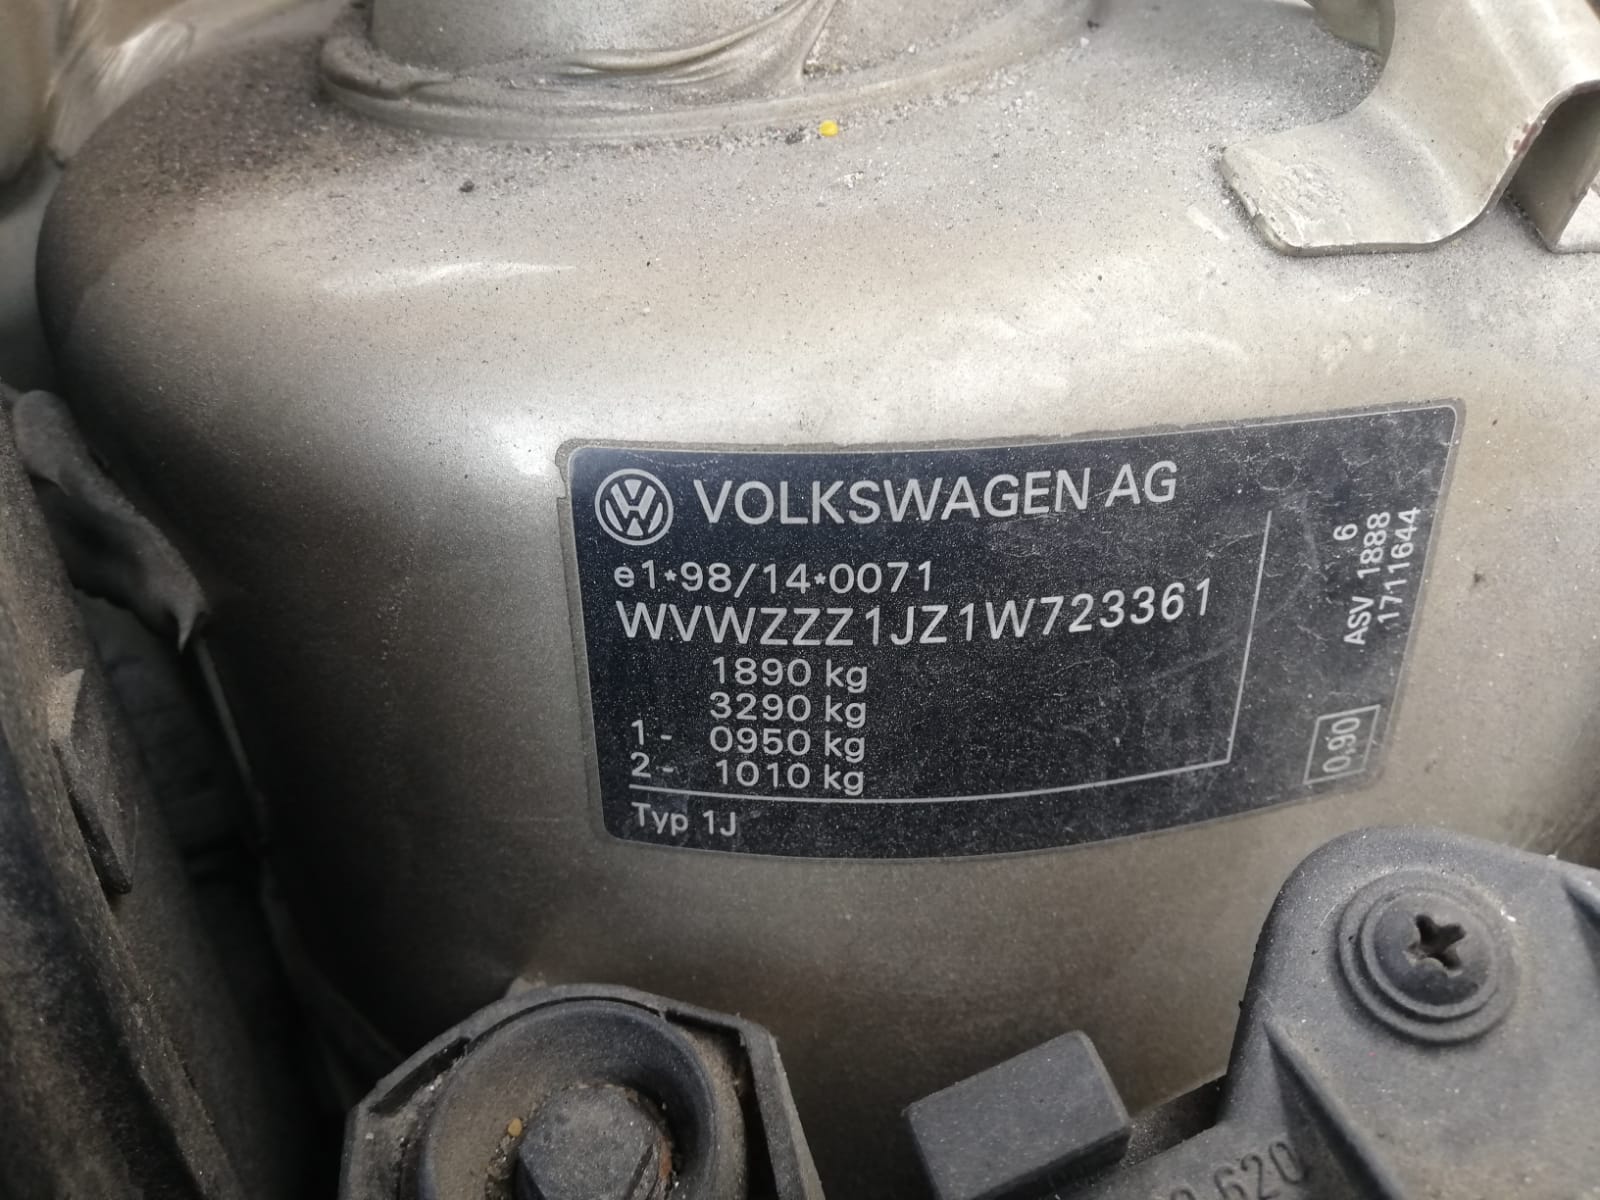 VOLKSWAGEN AG
e1*98/14*0071
WVWZZZ1JZ1W723361
1890 kg
3290 kg
1- 0950 kg
2- 1010 kg
Typ 1J
6
ASV 1888
1711644
0,90
620